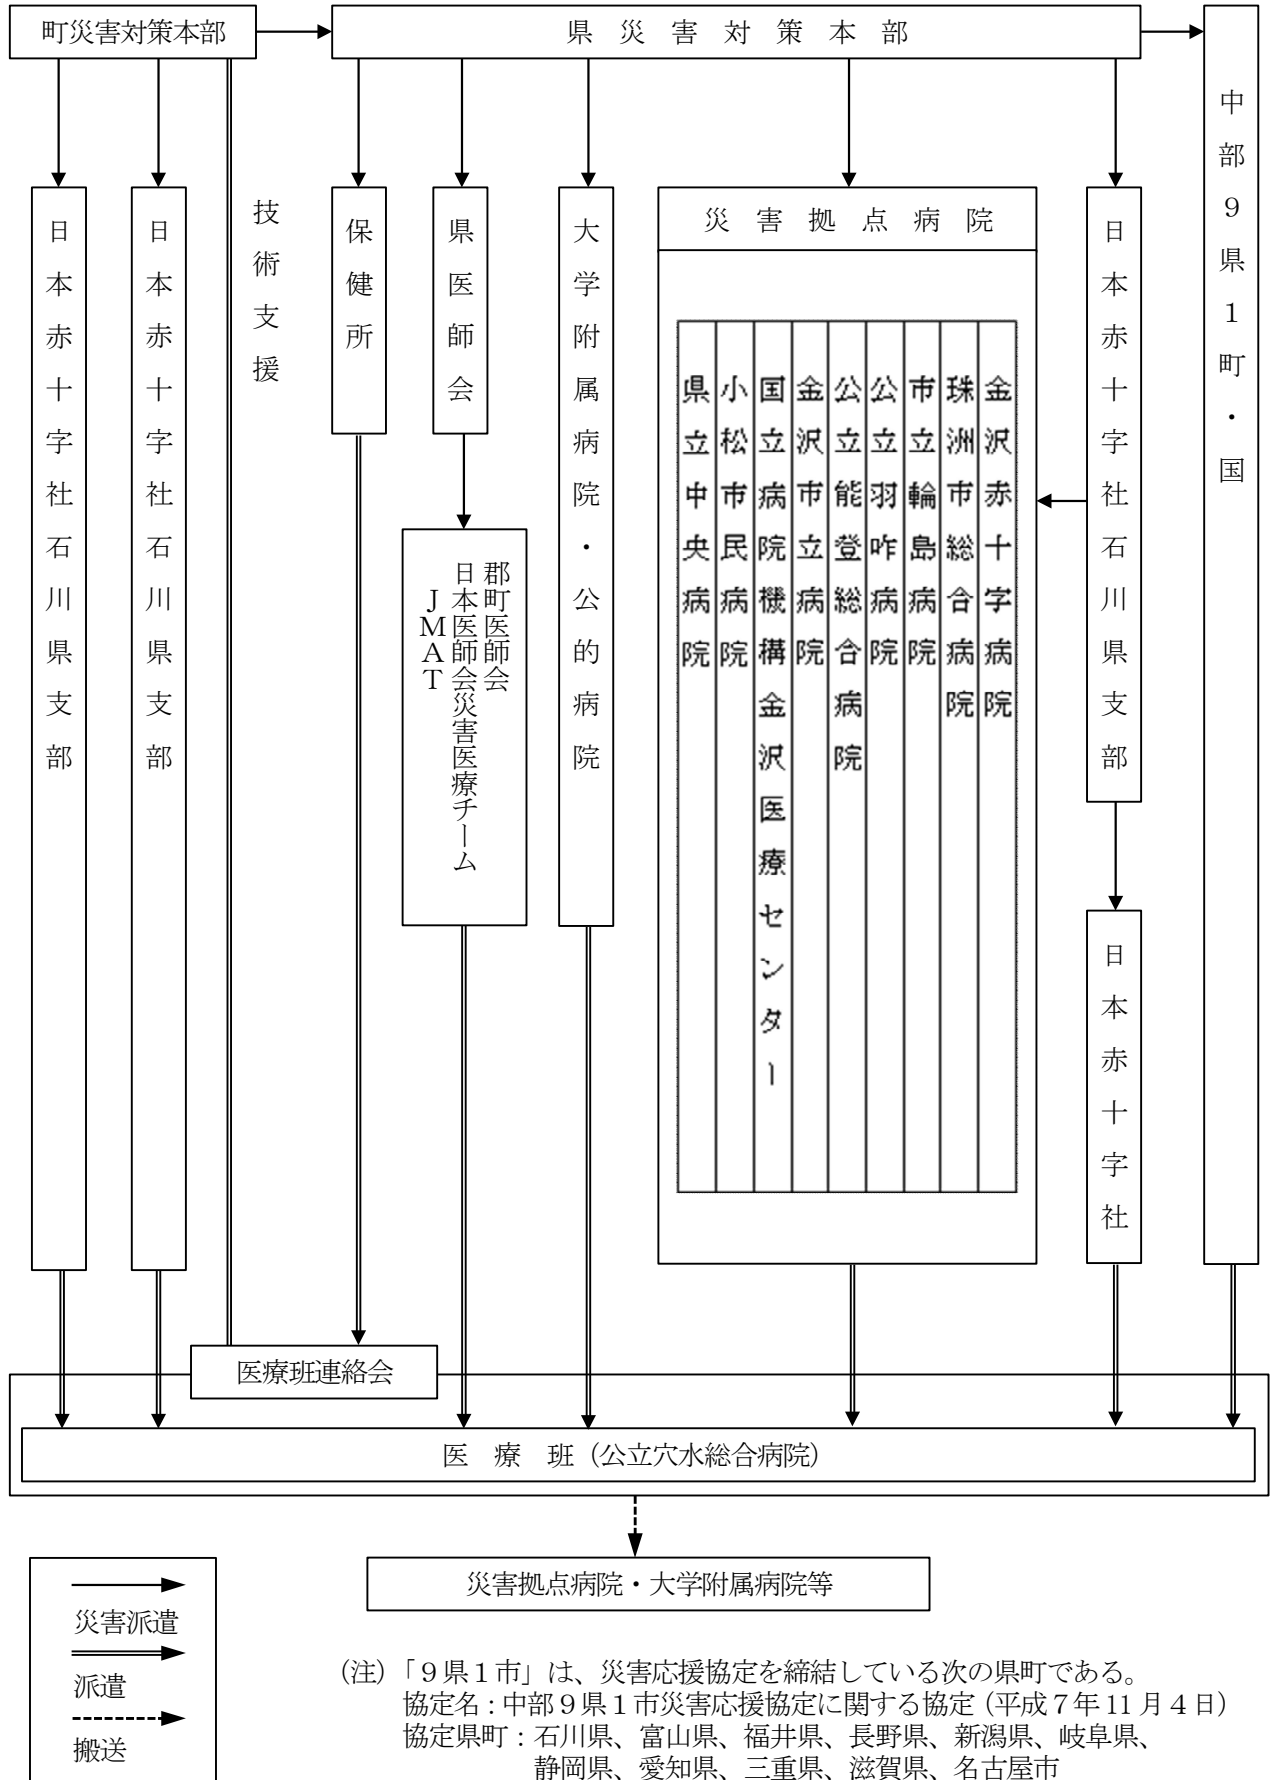 町災害対策本部
県災害対策本部
中部９県１町・国
日本赤十字社石川県支部
日本赤十字社石川県支部
技術支援
保健所
県医師会
大学附属病院・公的病院
災害拠点病院
日本赤十字社石川県支部
郡町医師会
日本医師会災害医療チーム
ＪＭＡＴ
県立中央病院
小松市民病院
国立病院機構金沢医療センター
金沢市立病院
公立能登総合病院
公立羽咋病院
市立輪島病院
珠洲市総合病院
金沢赤十字病院
日本赤十字社
医療班連絡会
医療班（公立穴水総合病院）
災害拠点病院・大学附属病院等
災害派遣
派遣
搬送
（注）「９県１市」は、災害応援協定を締結している次の県町である。
協定名：中部９県１市災害応援協定に関する協定（平成７年11月４日）
協定県町：石川県、富山県、福井県、長野県、新潟県、岐阜県、
静岡県、愛知県、三重県、滋賀県、名古屋市